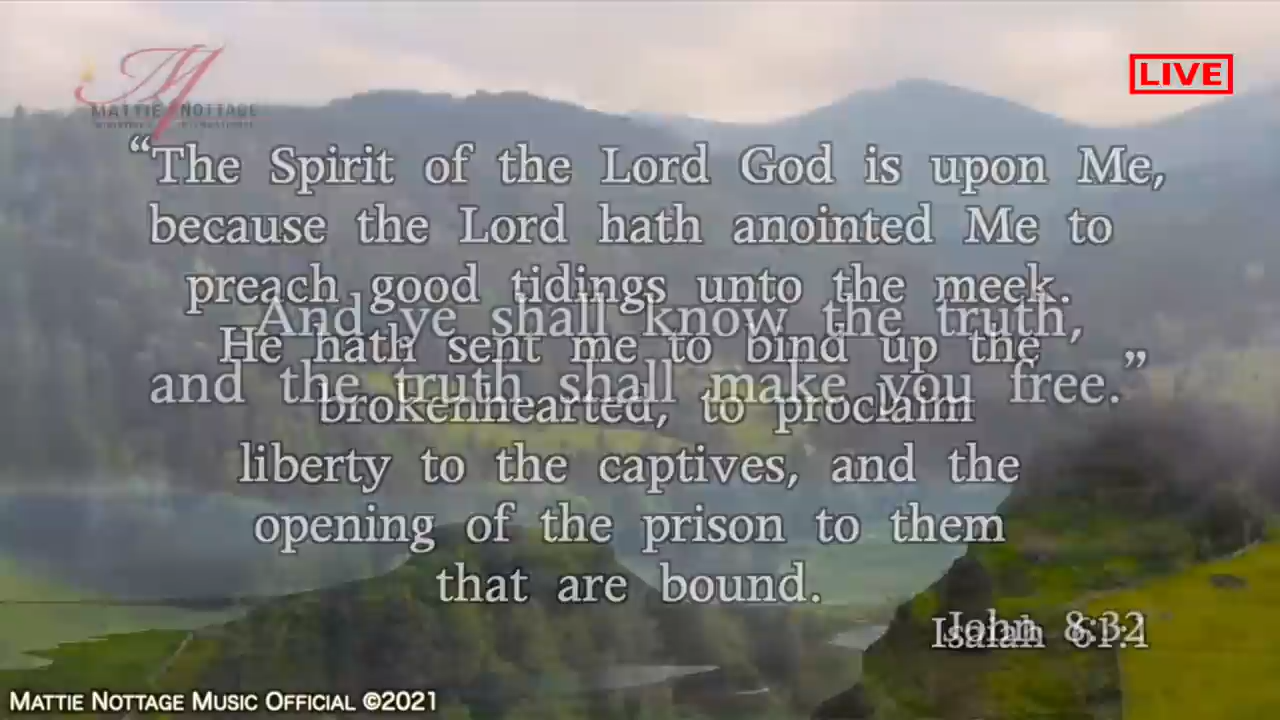 MATTIE NOTTAGE
LIVE
“The Spirit of the Lord God is upon Me,
because the Lord hath anointed Me to
preach good tidings unto the meek.
He hath sent me to bind up the
brokenhearted, to proclaim
liberty to the captives, and the
opening of the prison to them
that are bound.
Isaiah 61:1
And ye shall know the truth,
and the truth shall make you free.”
John 8:32
MATTIE NOTTAGE MUSIC OFFICIAL ©2021